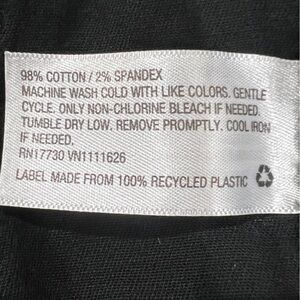 98% COTTON / 2% SPANDEX
MACHINE WASH COLD WITH LIKE COLORS. GENTLE
CYCLE. ONLY NON-CHLORINE BLEACH IF NEEDED.
TUMBLE DRY LOW. REMOVE PROMPTLY. COOL IRON
IF NEEDED.
RN17730 VN1111626
LABEL MADE FROM 100% RECYCLED PLASTIC